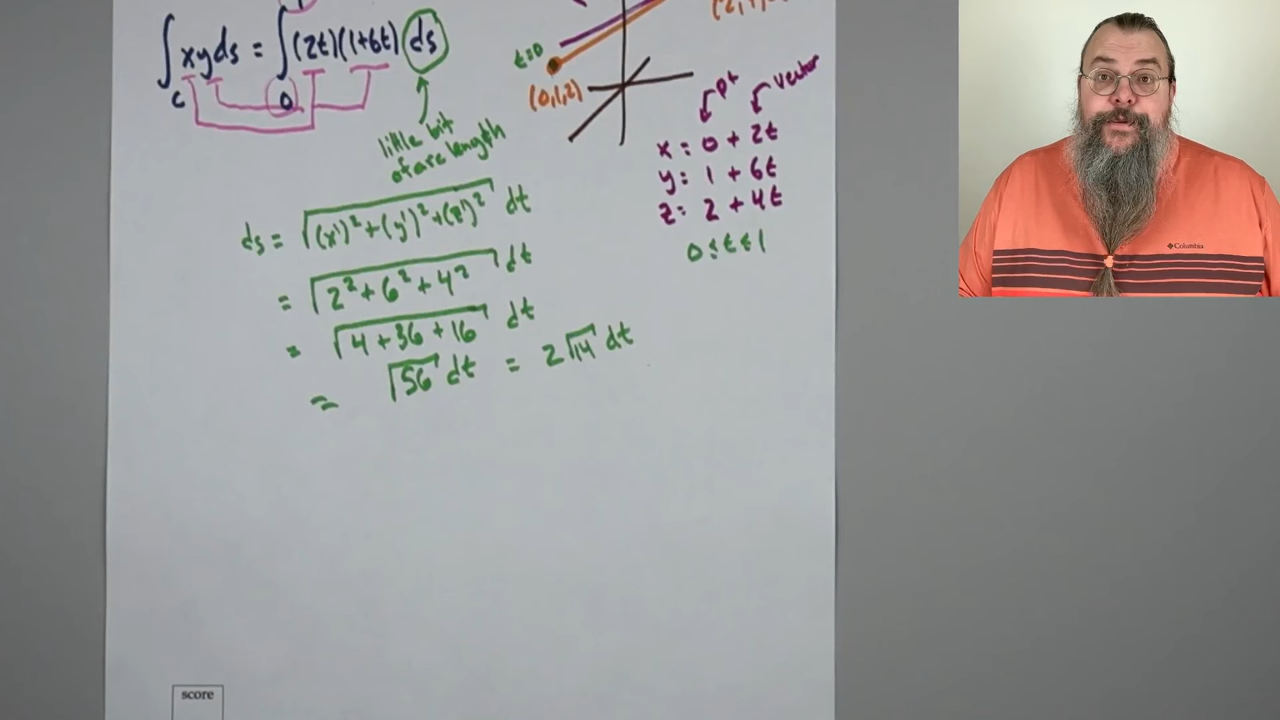 ∫_C xy ds = ∫_0 (2t)(1+6t) ds
little bit
of arc length
t=0
(0,1,2)
pt
vector
x = 0 + 2t
y = 1 + 6t
z = 2 + 4t
0 ≤ t ≤ 1
ds = √((x')² + (y')² + (z')²) dt
= √(2² + 6² + 4²) dt
= √(4 + 36 + 16) dt
= √56 dt = 2√14 dt
Columbia
score